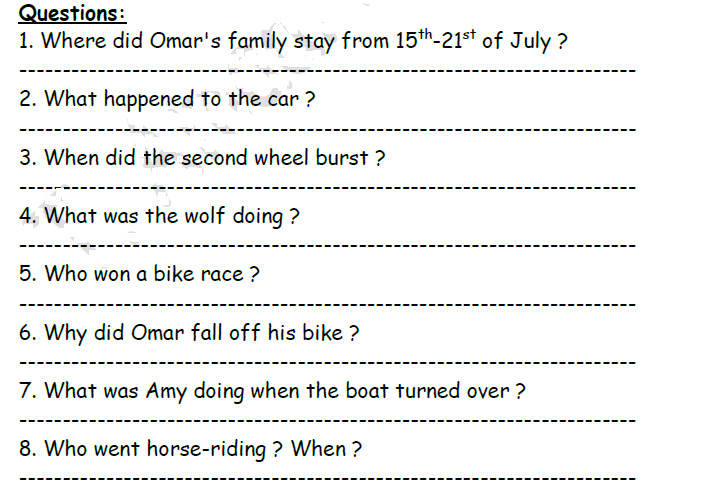 Questions:
1. Where did Omar's family stay from 15th-21st of July ?
2. What happened to the car ?
3. When did the second wheel burst ?
4. What was the wolf doing ?
5. Who won a bike race ?
6. Why did Omar fall off his bike ?
7. What was Amy doing when the boat turned over ?
8. Who went horse-riding ? When ?